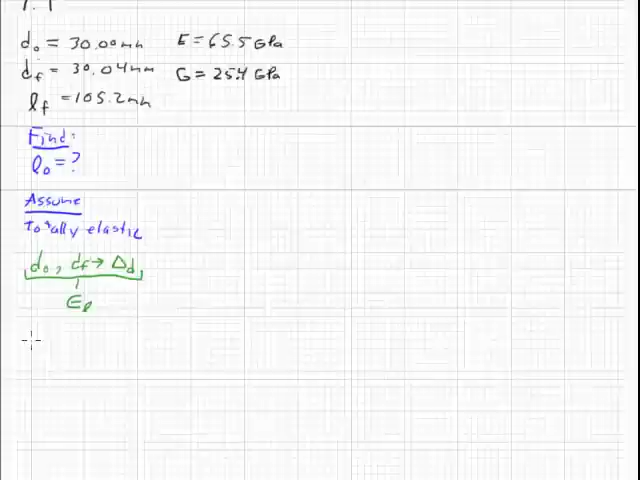 d₀ = 30.00mm E = 65.5 GPa
d_f = 30.04mm G = 25.4 GPa
l_f = 105.2mm
Find:
l₀ = ?
Assume
totally elastic
d₀, d_f → Δd
ϵ_l